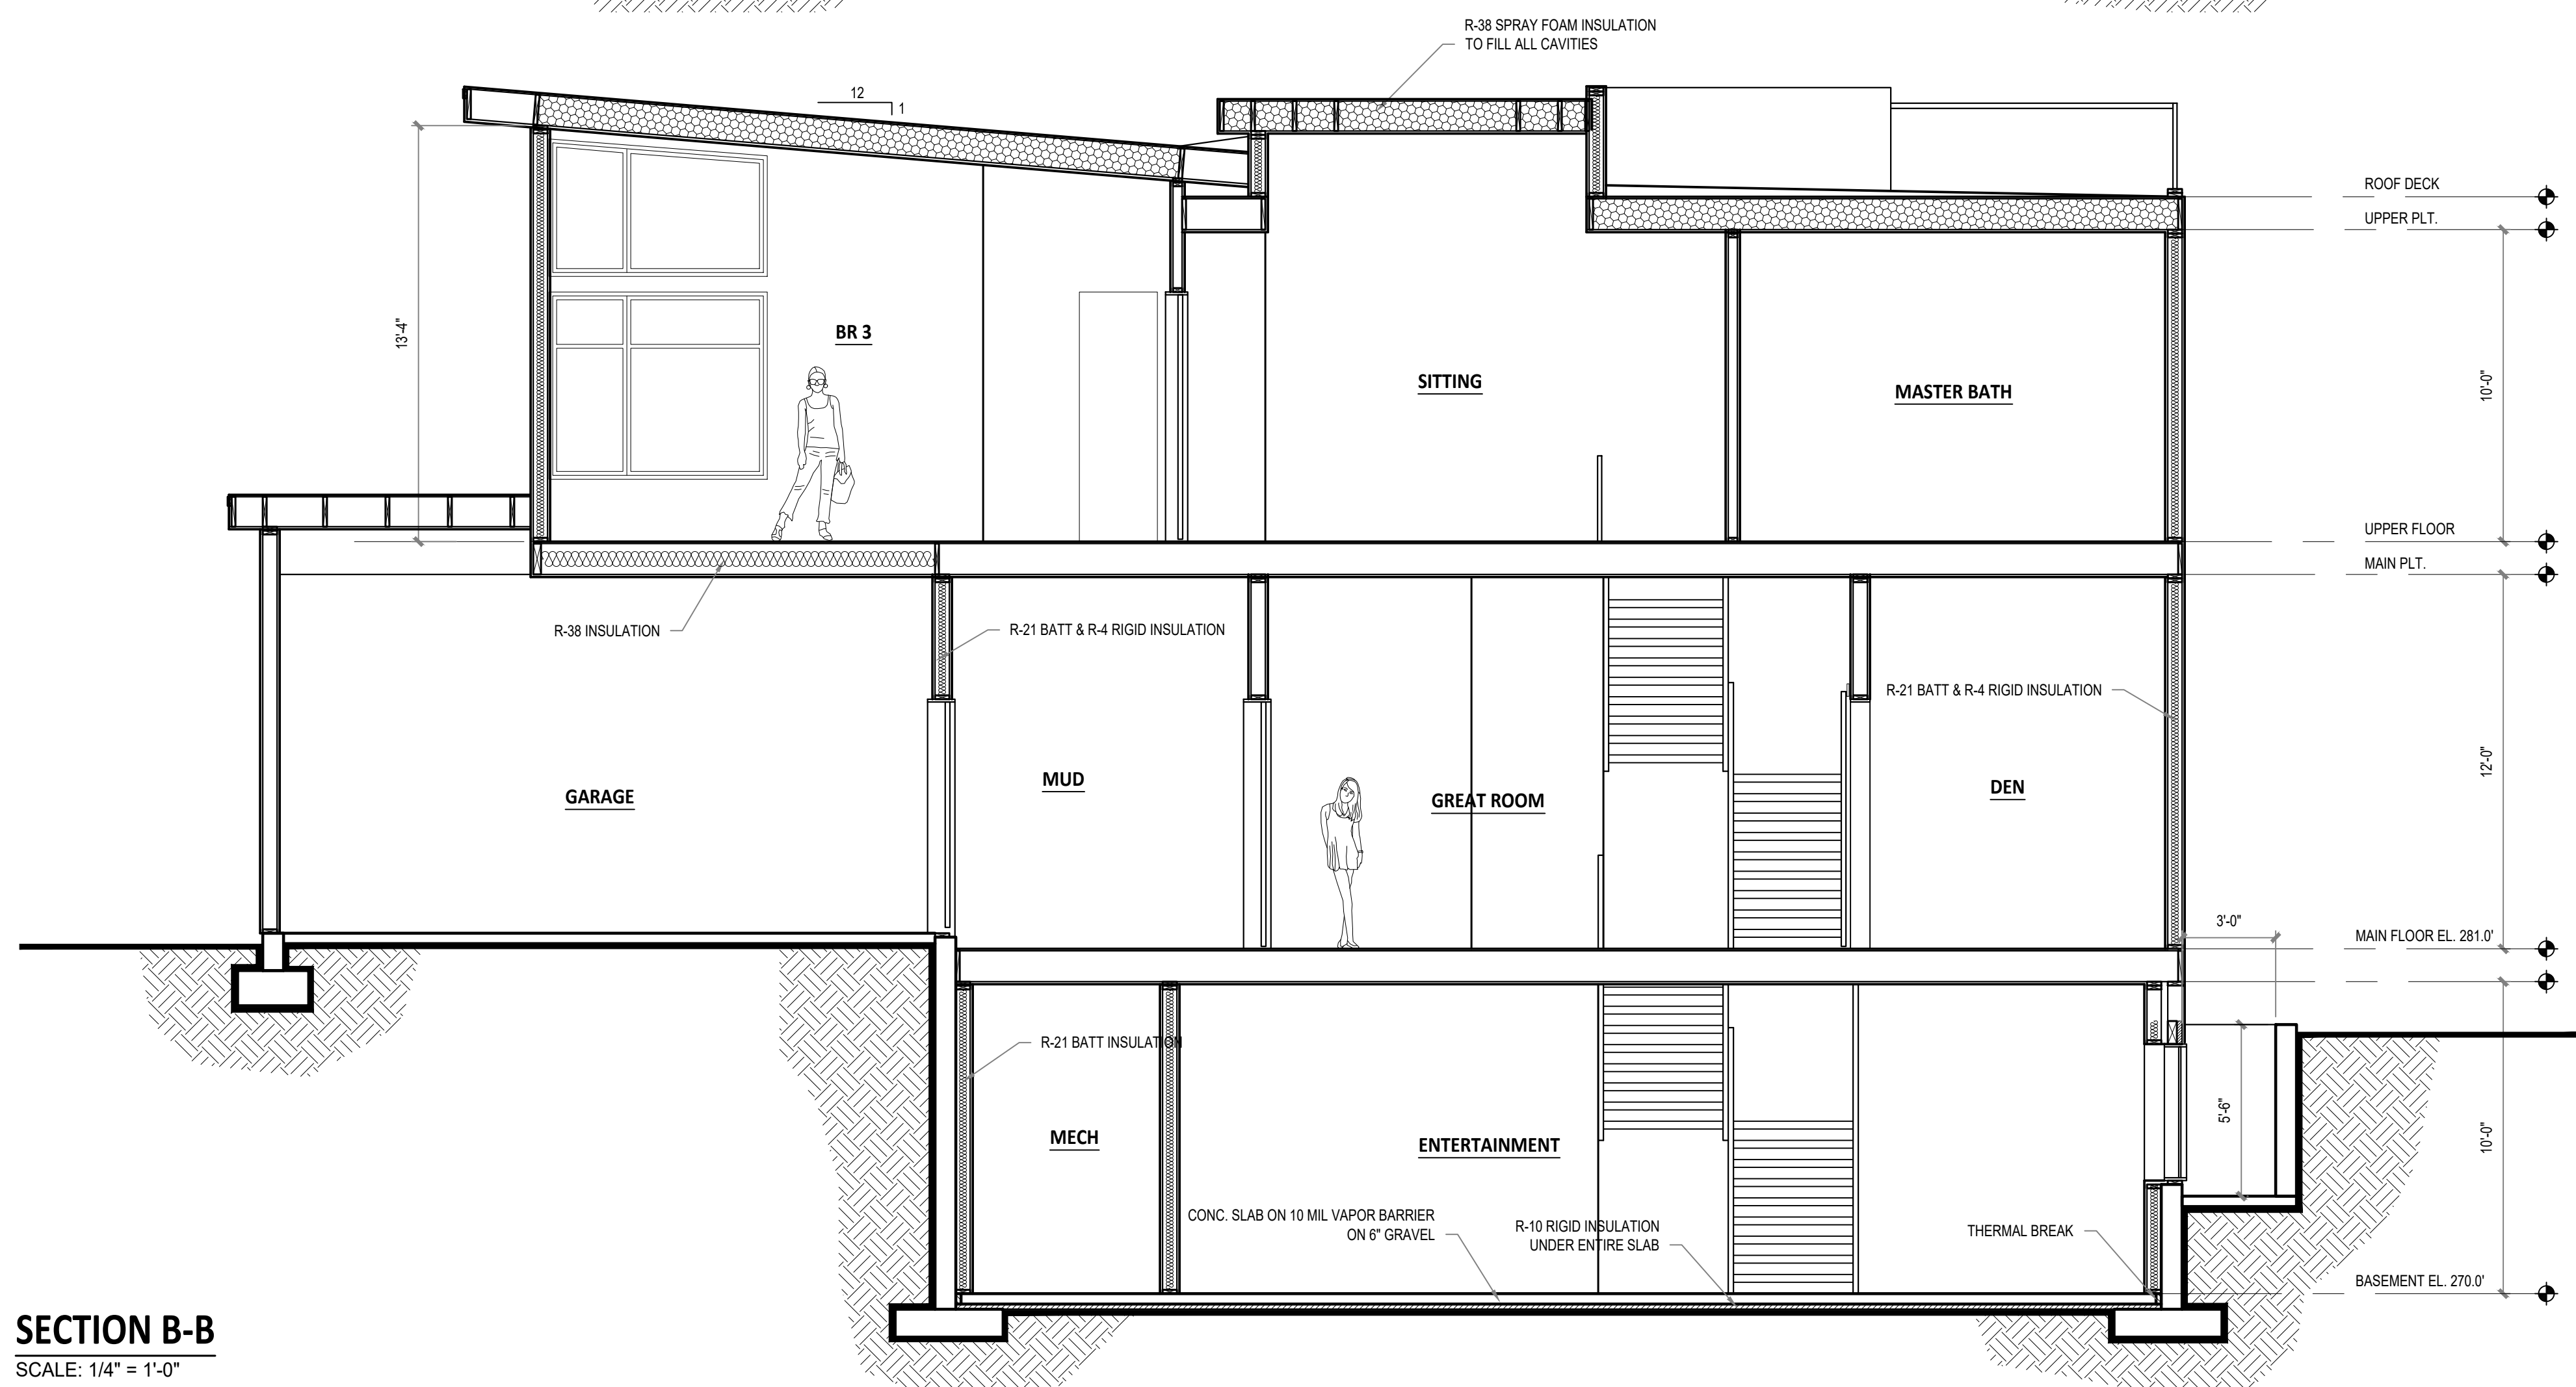 R-38 SPRAY FOAM INSULATION
TO FILL ALL CAVITIES
12
1
ROOF DECK
UPPER PLT.
13'-4"
BR 3
SITTING
MASTER BATH
10'-0"
UPPER FLOOR
MAIN PLT.
R-38 INSULATION
R-21 BATT & R-4 RIGID INSULATION
R-21 BATT & R-4 RIGID INSULATION
GARAGE
MUD
GREAT ROOM
DEN
12'-0"
3'-0"
MAIN FLOOR EL. 281.0'
R-21 BATT INSULATION
MECH
ENTERTAINMENT
5'-6"
10'-0"
CONC. SLAB ON 10 MIL VAPOR BARRIER
ON 6" GRAVEL
R-10 RIGID INSULATION
UNDER ENTIRE SLAB
THERMAL BREAK
BASEMENT EL. 270.0'
SECTION B-B
SCALE: 1/4" = 1'-0"